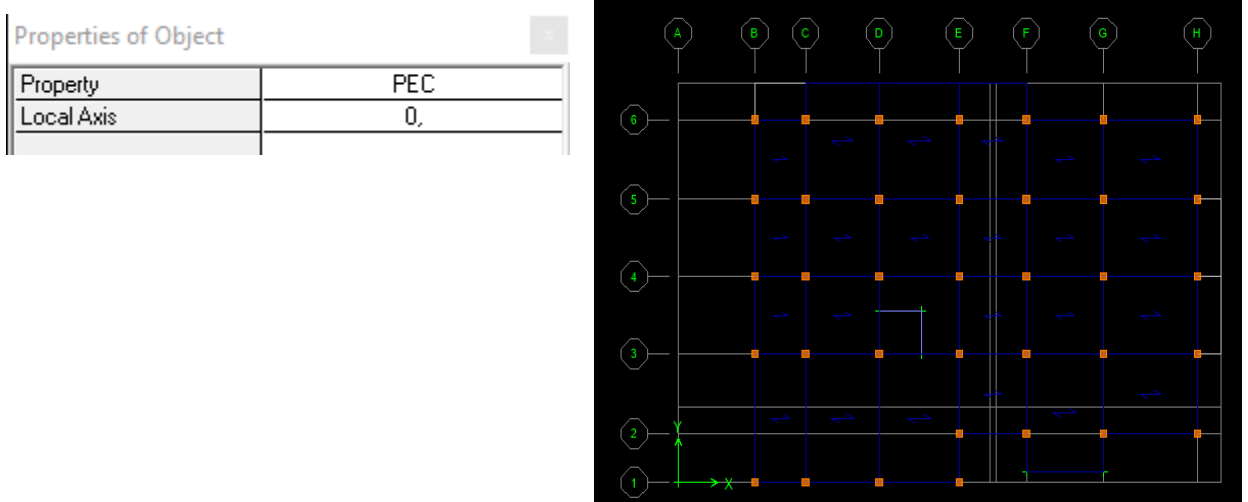 Properties of Object
x
Property PEC
Local Axis 0,
A B C D E F G H
6
5
4
3
2
Y
1 X